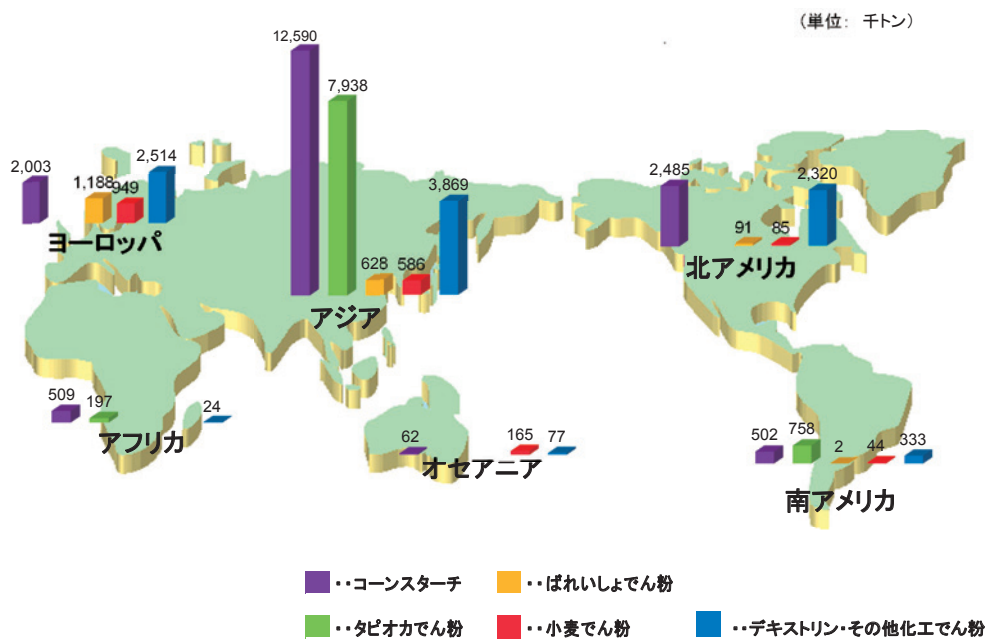 (単位: 千トン)
12,590
7,938
628
586
3,869
アジア
2,003
1,188
949
2,514
ヨーロッパ
2,485
91
85
2,320
北アメリカ
509
197
24
アフリカ
62
165
77
オセアニア
502
758
2
44
333
南アメリカ
・・コーンスターチ
・・ばれいしょでん粉
・・タピオカでん粉
・・小麦でん粉
・・デキストリン・その他化工でん粉